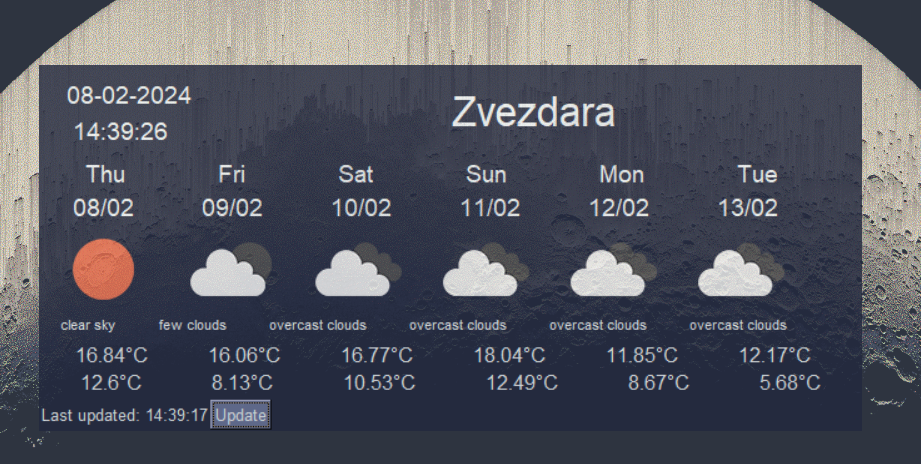 08-02-2024
Zvezdara
14:39:26
Thu Fri Sat Sun Mon Tue
08/02 09/02 10/02 11/02 12/02 13/02
clear sky few clouds overcast clouds overcast clouds overcast clouds overcast clouds
16.84°C 16.06°C 16.77°C 18.04°C 11.85°C 12.17°C
12.6°C 8.13°C 10.53°C 12.49°C 8.67°C 5.68°C
Last updated: 14:39:17 Update